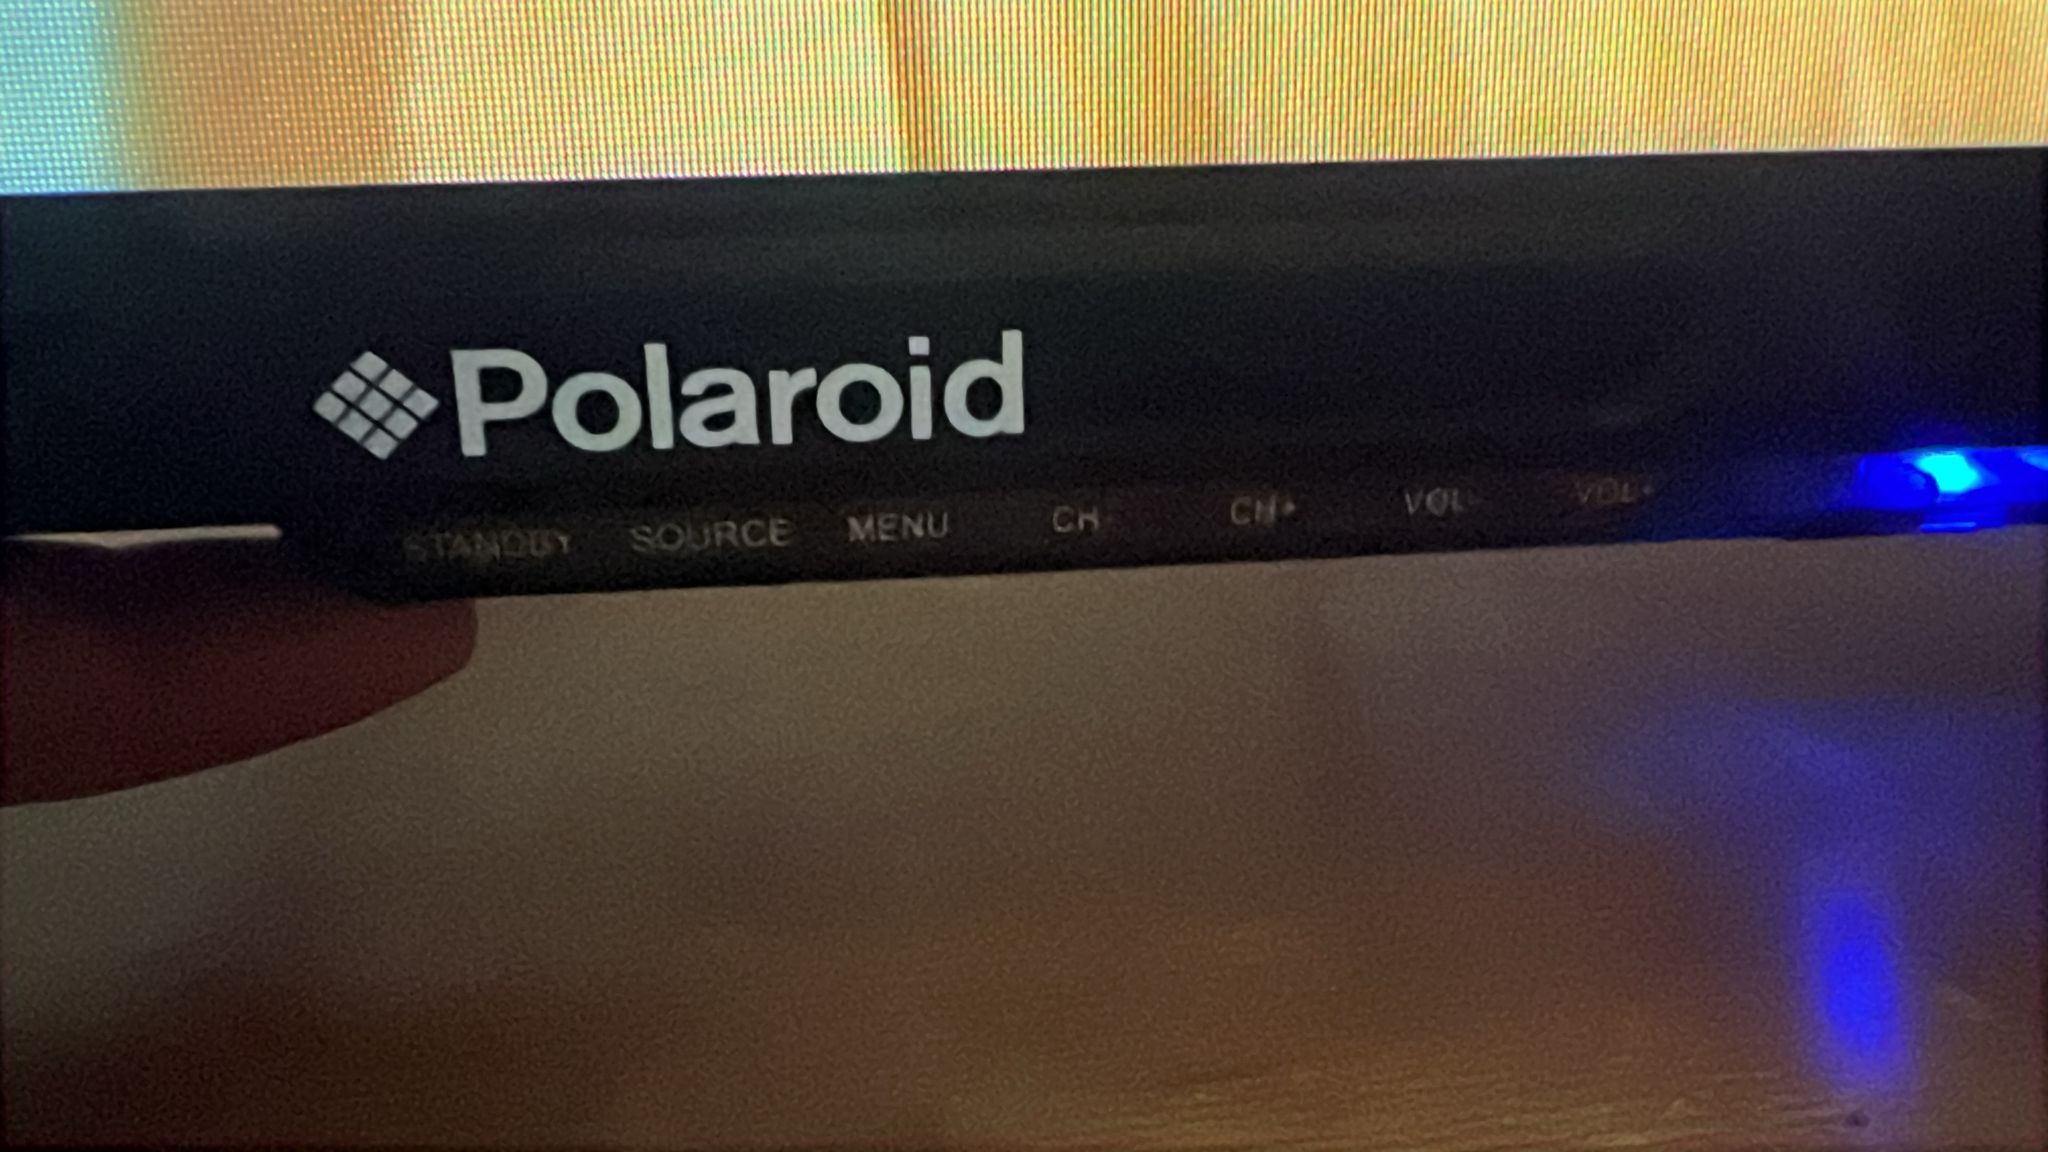 Polaroid
STANDBY SOURCE MENU CH- CH+ VOL- VOL+